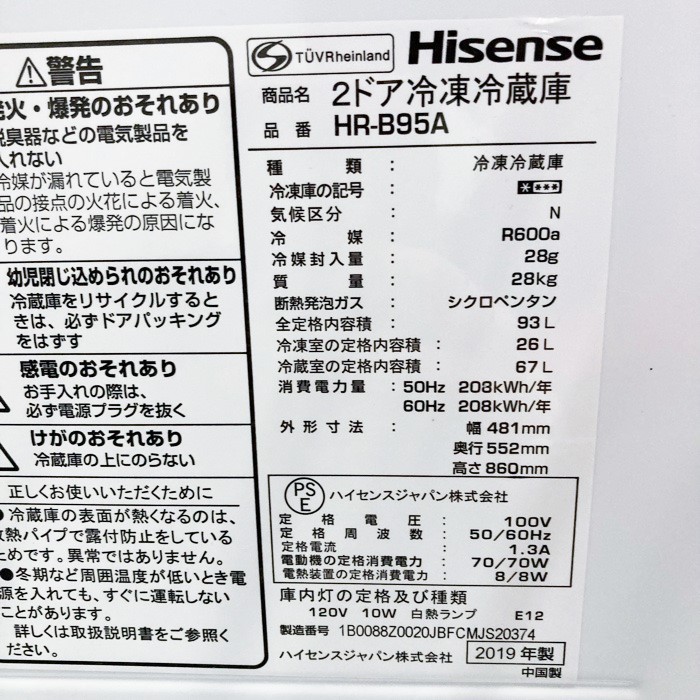 警告
発火・爆発のおそれあり
脱臭器などの電気製品を
入れない
冷媒が漏れていると電気製
品の接点の火花による着火、
着火による爆発の原因にな
ります。
幼児閉じ込められのおそれあり
冷蔵庫をリサイクルすると
きは、必ずドアパッキング
をはずす
感電のおそれあり
お手入れの際は、
必ず電源プラグを抜く
けがのおそれあり
冷蔵庫の上にのらない
正しくお使いいただくために
●冷蔵庫の表面が熱くなるのは、
放熱パイプで露付防止をしている
ためです。異常ではありません。
●冬期など周囲温度が低いとき電
源を入れても、すぐに運転しない
ことがあります。
詳しくは取扱説明書をご参照く
ださい。
S TÜVRheinland Hisense
商品名 2ドア冷凍冷蔵庫
品番 HR-B95A
種類 : 冷凍冷蔵庫
冷凍庫の記号 : * ***
気候区分 : N
冷媒 : R600a
冷媒封入量 : 28g
質量 : 28kg
断熱発泡ガス : シクロペンタン
全定格内容積 : 93L
冷凍室の定格内容積 : 26L
冷蔵室の定格内容積 : 67L
消費電力量 : 50Hz 208kWh/年
60Hz 208kWh/年
外形寸法 : 幅 481mm
奥行 552mm
高さ 860mm
PSE ハイセンスジャパン株式会社
定格電圧 : 100V
定格周波数 : 50/60Hz
定格電流 : 1.3A
電動機の定格消費電力 : 70/70W
電熱装置の定格消費電力 : 8/8W
庫内灯の定格及び種類
120V 10W 白熱ランプ E12
製造番号 1B0088Z0020JBFCMJS20374
ハイセンスジャパン株式会社 2019年製
中国製